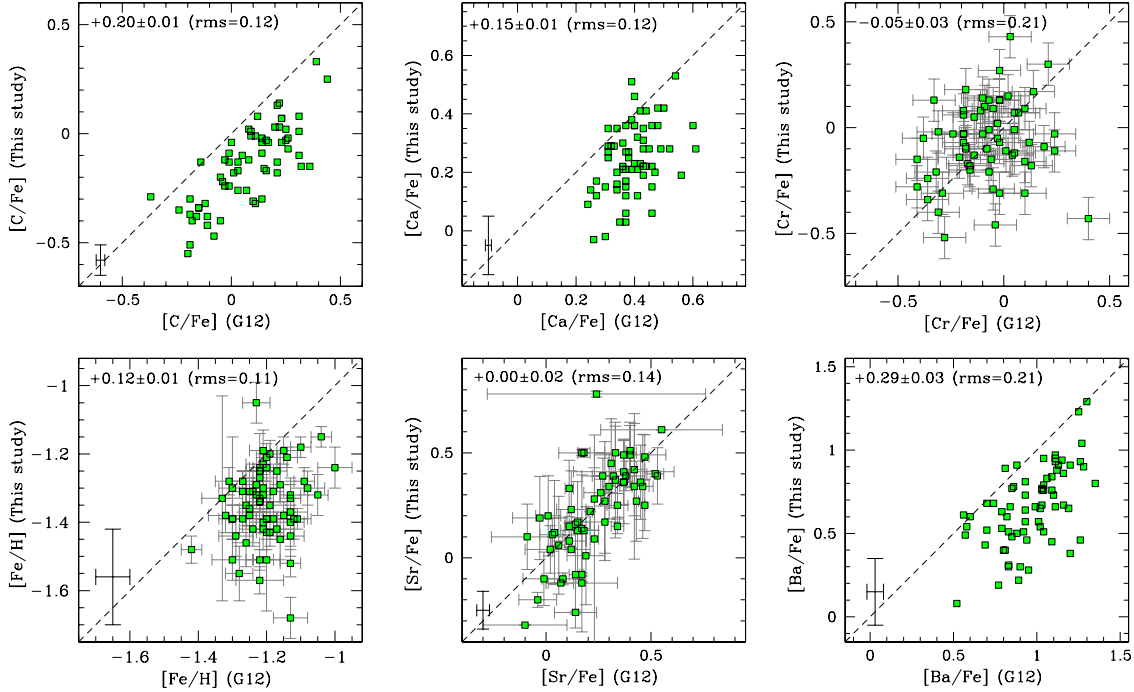 +0.20±0.01 (rms=0.12)
[C/Fe] (This study)
0.5
0
−0.5
−0.5
0
0.5
[C/Fe] (G12)
+0.15±0.01 (rms=0.12)
[Ca/Fe] (This study)
0.6
0.4
0.2
0
0
0.2
0.4
0.6
[Ca/Fe] (G12)
-0.05±0.03 (rms=0.21)
[Cr/Fe] (This study)
0.5
0
−0.5
−0.5
0
0.5
[Cr/Fe] (G12)
+0.12±0.01 (rms=0.11)
[Fe/H] (This study)
−1
−1.2
−1.4
−1.6
−1.6
−1.4
−1.2
−1
[Fe/H] (G12)
+0.00±0.02 (rms=0.14)
[Sr/Fe] (This study)
0.5
0
0
0.5
[Sr/Fe] (G12)
+0.29±0.03 (rms=0.21)
[Ba/Fe] (This study)
1.5
1
0.5
0
0
0.5
1
1.5
[Ba/Fe] (G12)